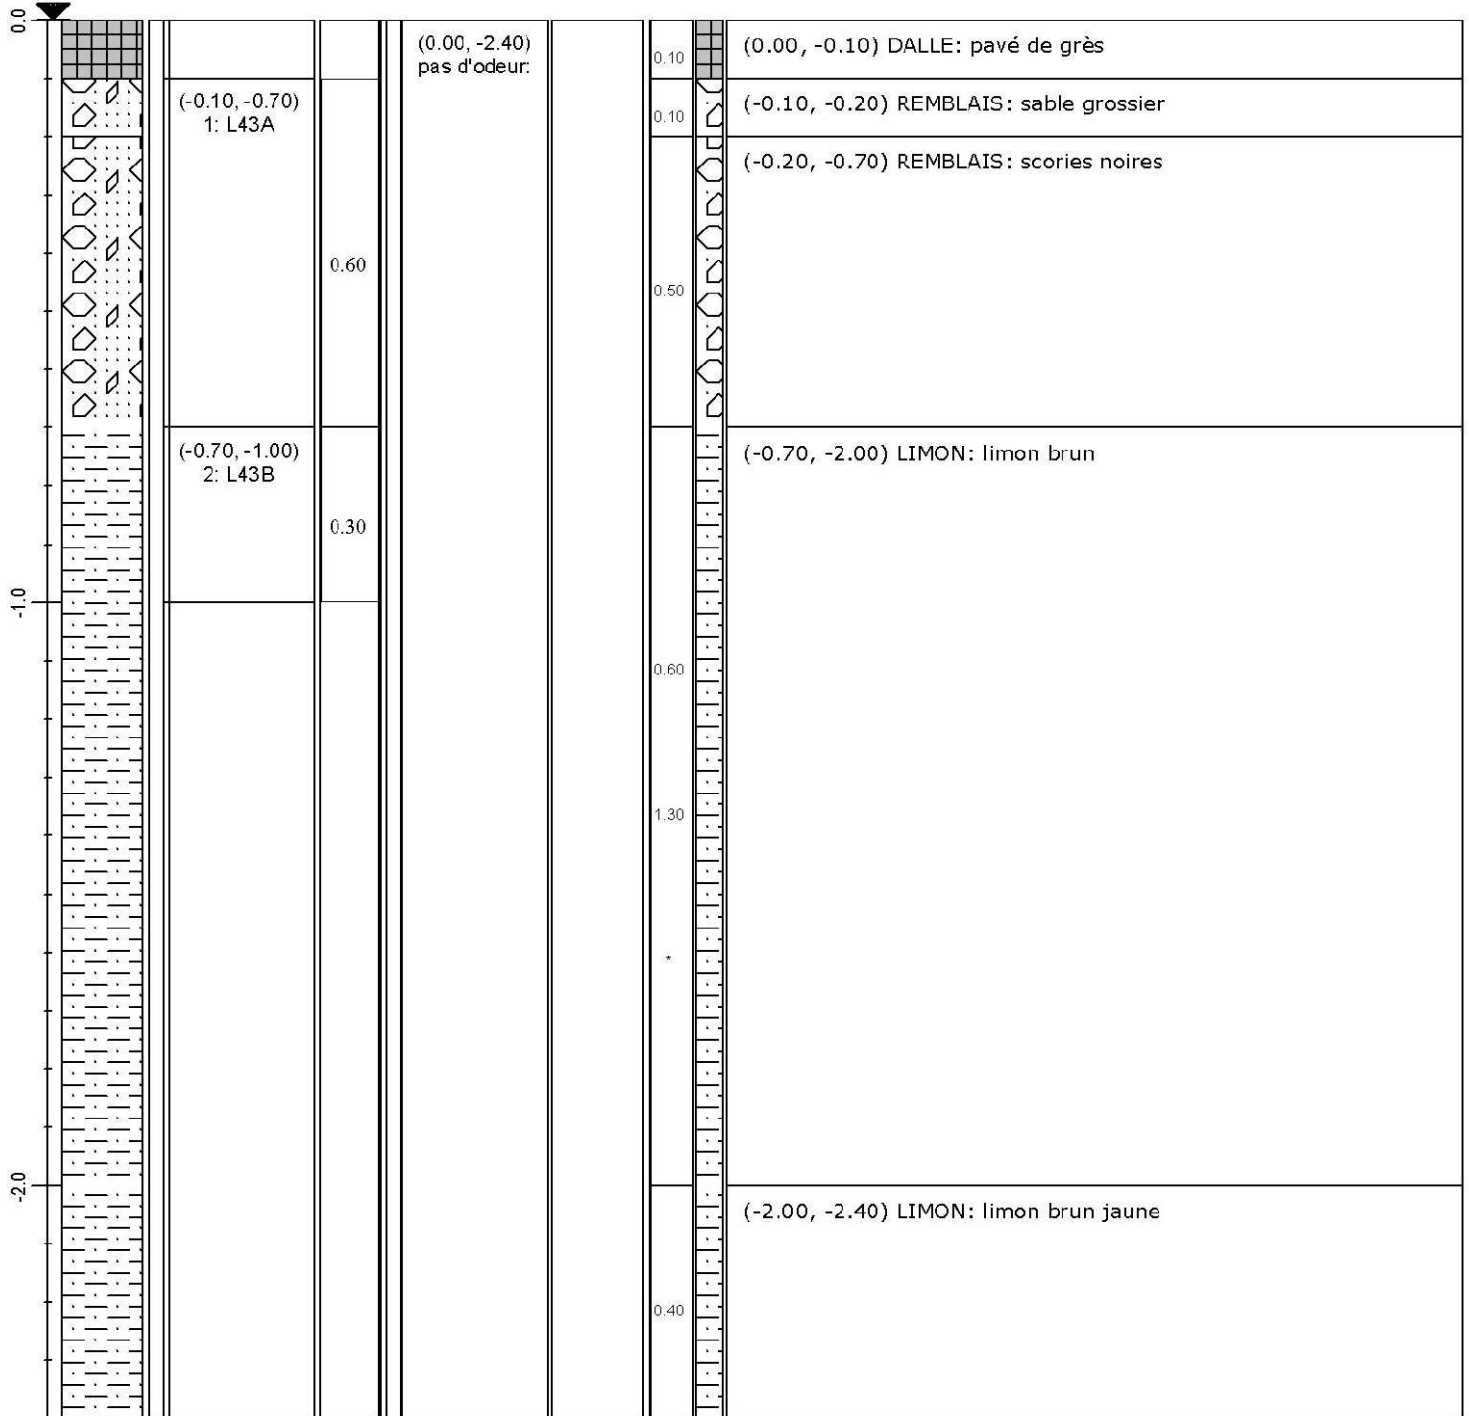 0.0
(0.00, -2.40)
pas d'odeur:
0.10
(0.00, -0.10) DALLE: pavé de grès
(-0.10, -0.70)
1: L43A
0.10
(-0.10, -0.20) REMBLAIS: sable grossier
(-0.20, -0.70) REMBLAIS: scories noires
0.60
0.50
(-0.70, -1.00)
2: L43B
(-0.70, -2.00) LIMON: limon brun
0.30
-1.0
0.60
1.30
*
-2.0
(-2.00, -2.40) LIMON: limon brun jaune
0.40